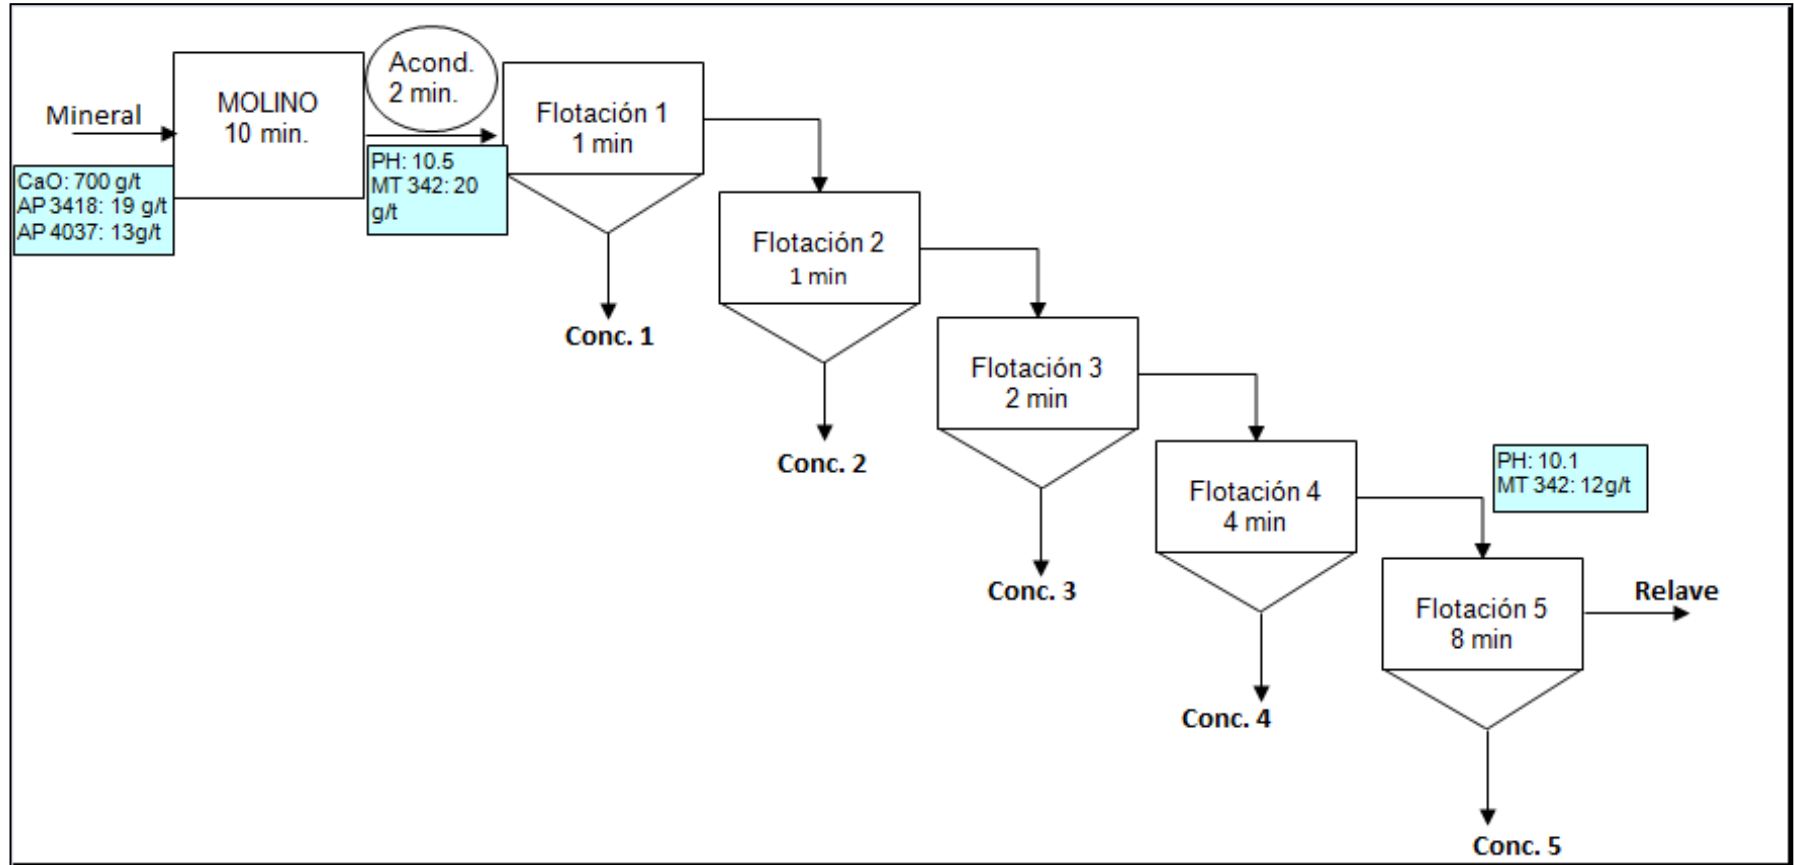 Mineral
CaO: 700 g/t
AP 3418: 19 g/t
AP 4037: 13g/t
MOLINO
10 min.
Acond.
2 min.
PH: 10.5
MT 342: 20
g/t
Flotación 1
1 min
Conc. 1
Flotación 2
1 min
Conc. 2
Flotación 3
2 min
Conc. 3
Flotación 4
4 min
Conc. 4
PH: 10.1
MT 342: 12g/t
Flotación 5
8 min
Relave
Conc. 5